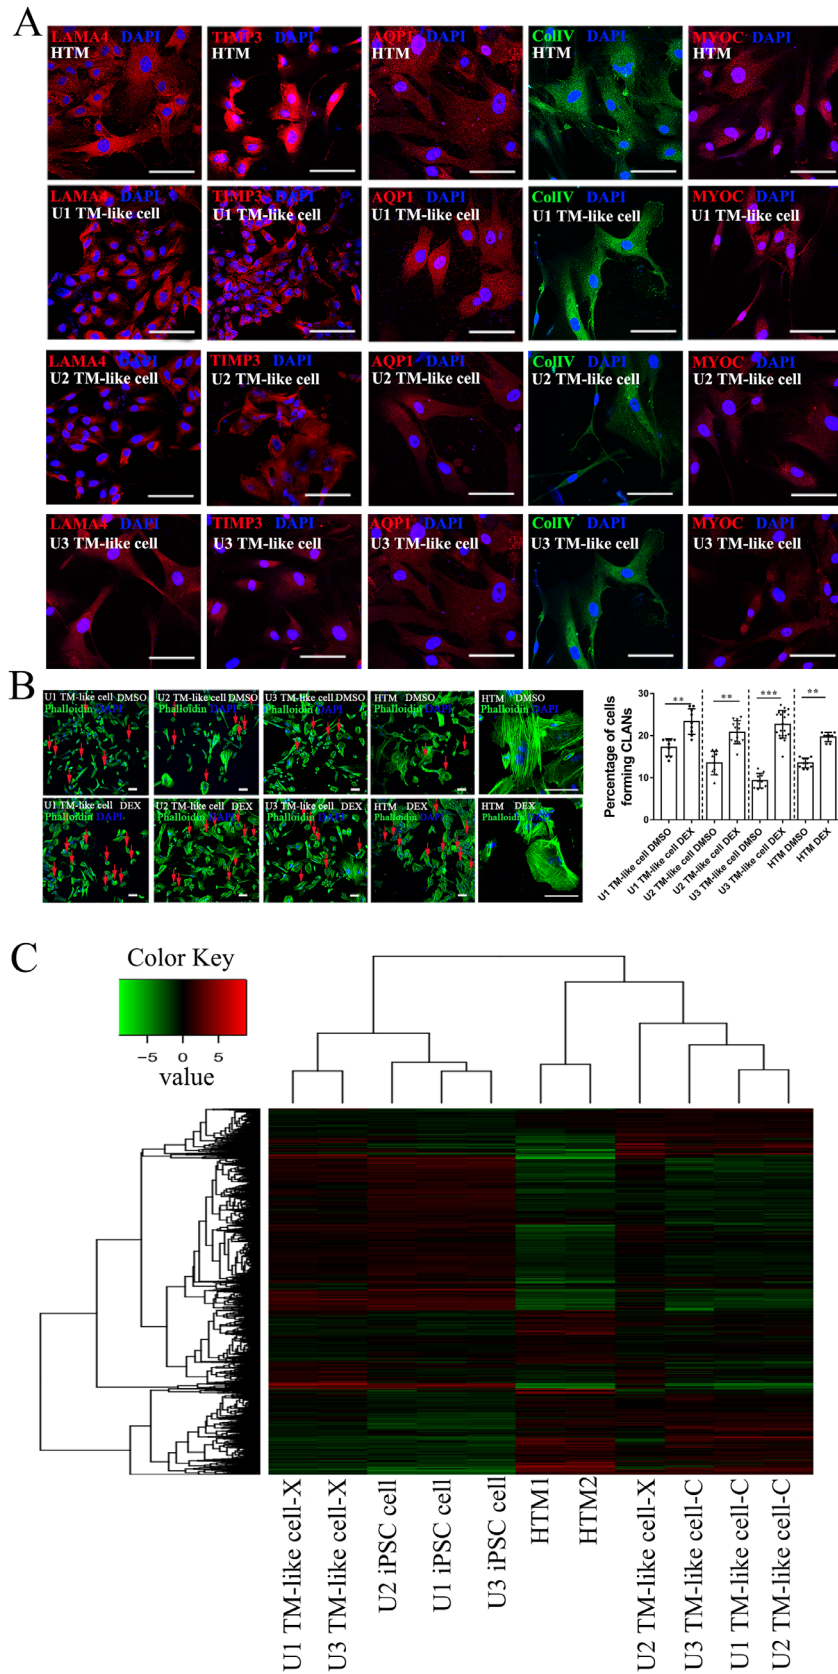 A
LAMA4 DAPI
HTM
TIMP3 DAPI
HTM
AQP1 DAPI
HTM
ColIV DAPI
HTM
MYOC DAPI
HTM
LAMA4 DAPI
U1 TM-like cell
TIMP3 DAPI
U1 TM-like cell
AQP1 DAPI
U1 TM-like cell
ColIV DAPI
U1 TM-like cell
MYOC DAPI
U1 TM-like cell
LAMA4 DAPI
U2 TM-like cell
TIMP3 DAPI
U2 TM-like cell
AQP1 DAPI
U2 TM-like cell
ColIV DAPI
U2 TM-like cell
MYOC DAPI
U2 TM-like cell
LAMA4 DAPI
U3 TM-like cell
TIMP3 DAPI
U3 TM-like cell
AQP1 DAPI
U3 TM-like cell
ColIV DAPI
U3 TM-like cell
MYOC DAPI
U3 TM-like cell
B
U1 TM-like cell DMSO
Phalloidin DAPI
U2 TM-like cell DMSO
Phalloidin DAPI
U3 TM-like cell DMSO
Phalloidin DAPI
HTM DMSO
Phalloidin DAPI
HTM DMSO
Phalloidin DAPI
U1 TM-like cell DEX
Phalloidin DAPI
U2 TM-like cell DEX
Phalloidin DAPI
U3 TM-like cell DEX
Phalloidin DAPI
HTM DEX
Phalloidin DAPI
HTM DEX
Phalloidin DAPI
Percentage of cells
forming CLANs
30
20
10
0
**
**
***
**
U1 TM-like cell DMSO
U1 TM-like cell DEX
U2 TM-like cell DMSO
U2 TM-like cell DEX
U3 TM-like cell DMSO
U3 TM-like cell DEX
HTM DMSO
HTM DEX
C
Color Key
−5 0 5
value
U1 TM-like cell-X
U3 TM-like cell-X
U2 iPSC cell
U1 iPSC cell
U3 iPSC cell
HTM1
HTM2
U2 TM-like cell-X
U3 TM-like cell-C
U1 TM-like cell-C
U2 TM-like cell-C